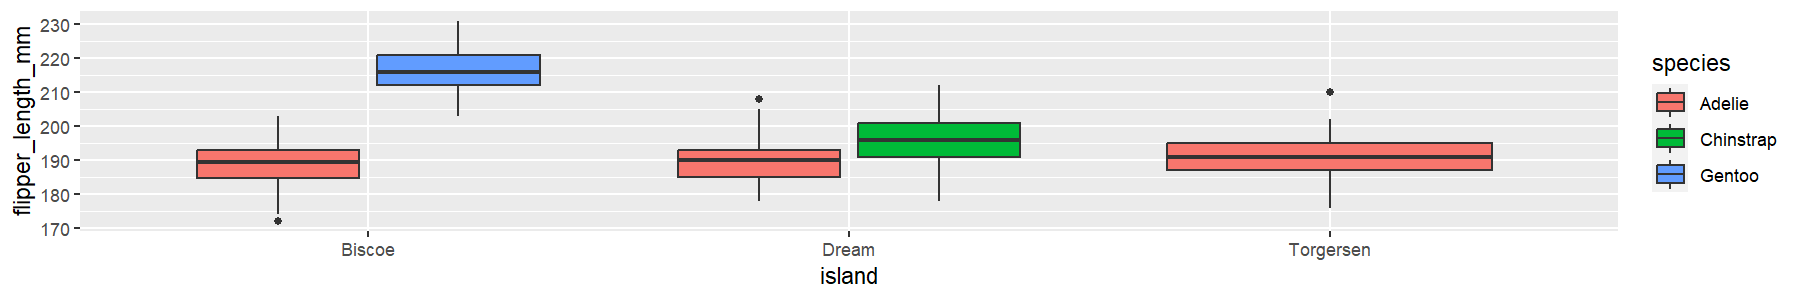 flipper_length_mm
230
220
210
200
190
180
170
Biscoe
Dream
Torgersen
island
species
Adelie
Chinstrap
Gentoo